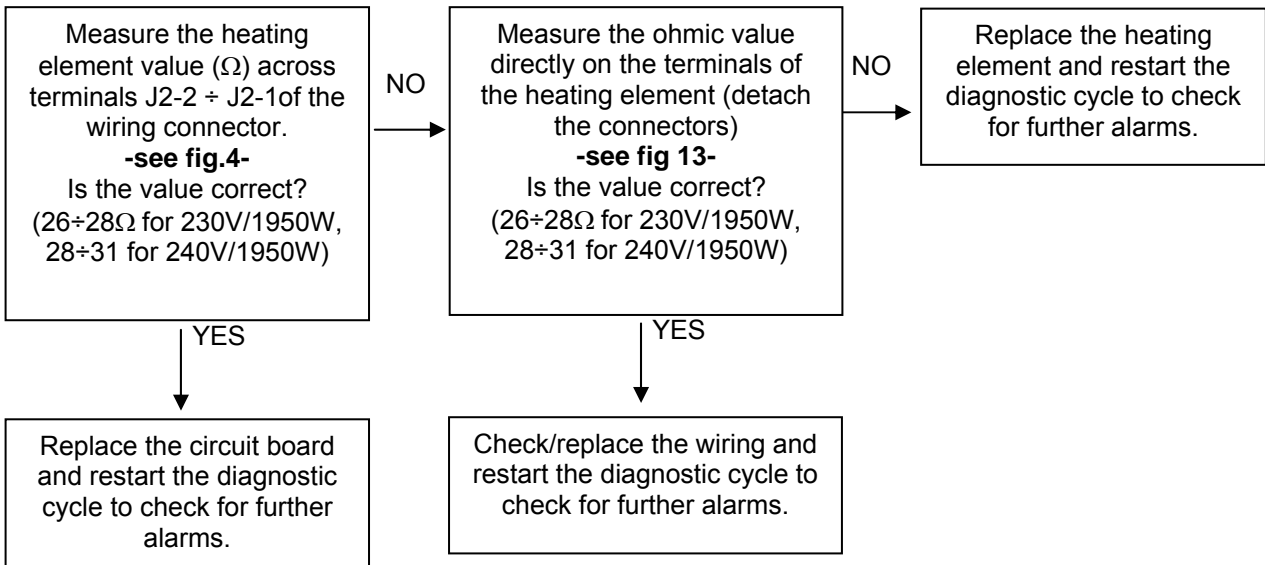 Measure the heating
element value (Ω) across
terminals J2-2 ÷ J2-1of the
wiring connector.
-see fig.4-
Is the value correct?
(26÷28Ω for 230V/1950W,
28÷31 for 240V/1950W)
NO
Measure the ohmic value
directly on the terminals of
the heating element (detach
the connectors)
-see fig 13-
Is the value correct?
(26÷28Ω for 230V/1950W,
28÷31 for 240V/1950W)
NO
Replace the heating
element and restart the
diagnostic cycle to check
for further alarms.
YES
YES
Replace the circuit board
and restart the diagnostic
cycle to check for further
alarms.
Check/replace the wiring and
restart the diagnostic cycle to
check for further alarms.